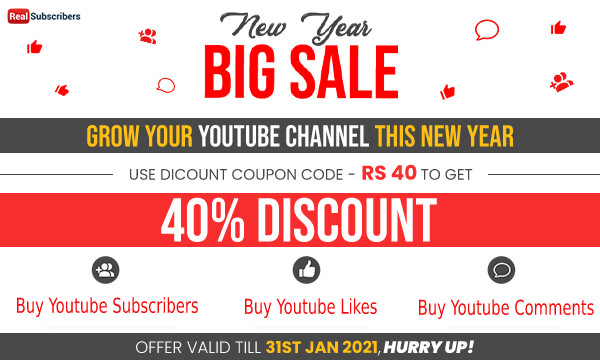 Real Subscribers
New Year
BIG SALE
GROW YOUR YOUTUBE CHANNEL THIS NEW YEAR
USE DICOUNT COUPON CODE - RS 40 TO GET
40% DISCOUNT
Buy Youtube Subscribers Buy Youtube Likes Buy Youtube Comments
OFFER VALID TILL 31ST JAN 2021, HURRY UP!